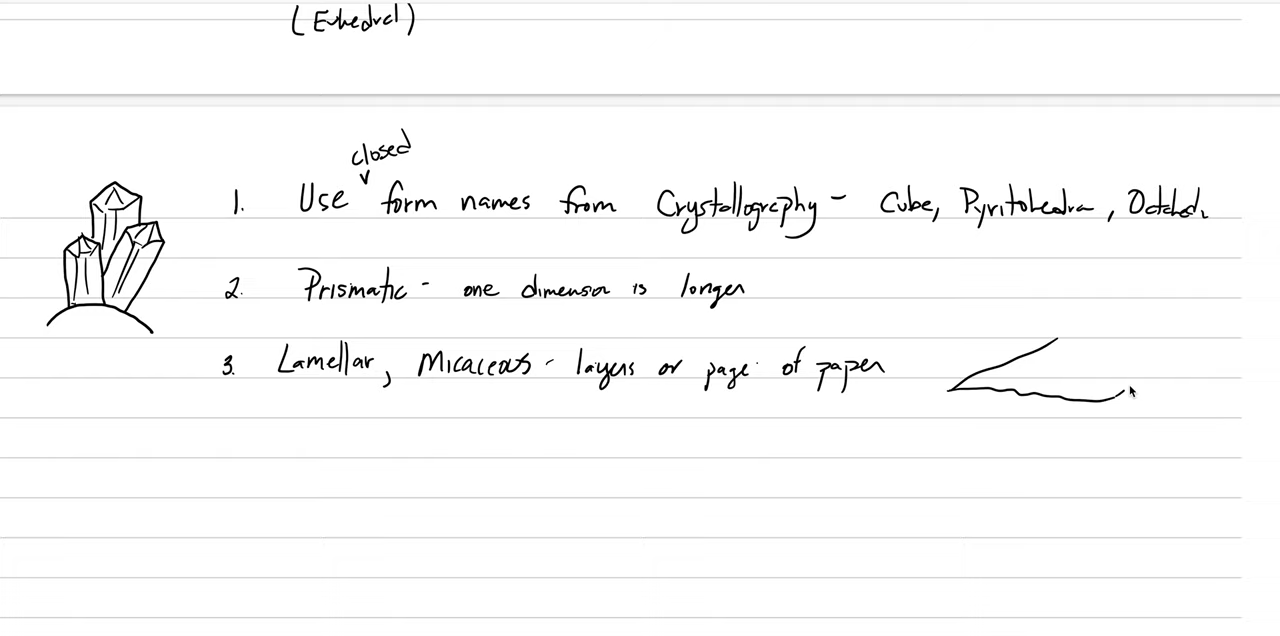 (Euhedral)
closed
1. Use form names from Crystallography - Cube, Pyritohedra, Octahed.
2. Prismatic - one dimension is longer
3. Lamellar, Micaceous - layers or page of paper